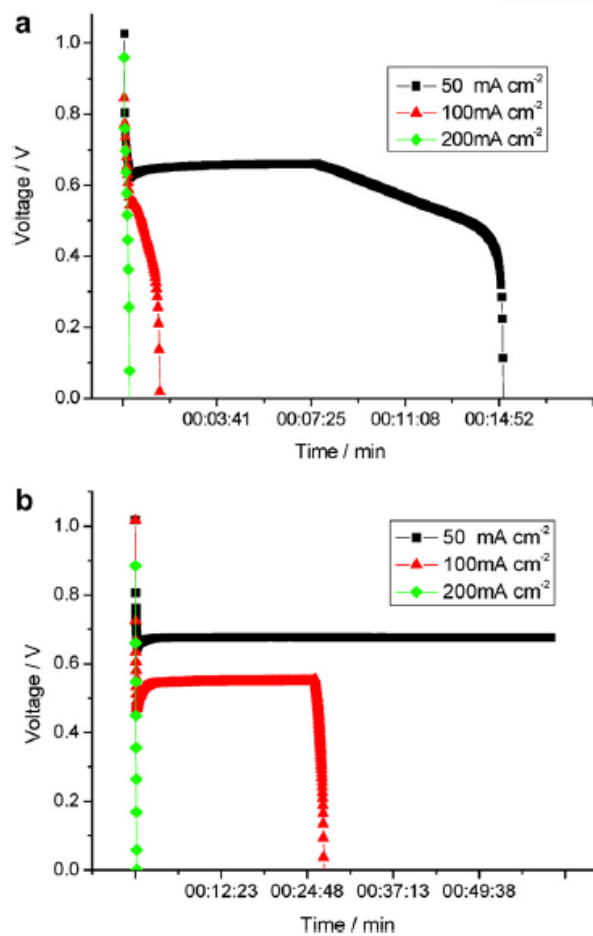 a
1.0
0.8
0.6
0.4
0.2
0.0
Voltage / V
50 mA cm-2
100mA cm-2
200mA cm-2
00:03:41 00:07:25 00:11:08 00:14:52
Time / min
b
1.0
0.8
0.6
0.4
0.2
0.0
Voltage / V
50 mA cm-2
100mA cm-2
200mA cm-2
00:12:23 00:24:48 00:37:13 00:49:38
Time / min